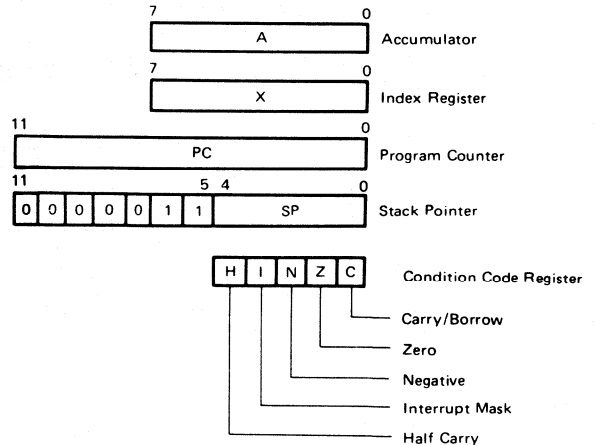 7 0
A Accumulator
7 0
X Index Register
11 0
PC Program Counter
11 5 4 0
0 0 0 0 0 1 1 SP Stack Pointer
H I N Z C Condition Code Register
Carry/Borrow
Zero
Negative
Interrupt Mask
Half Carry